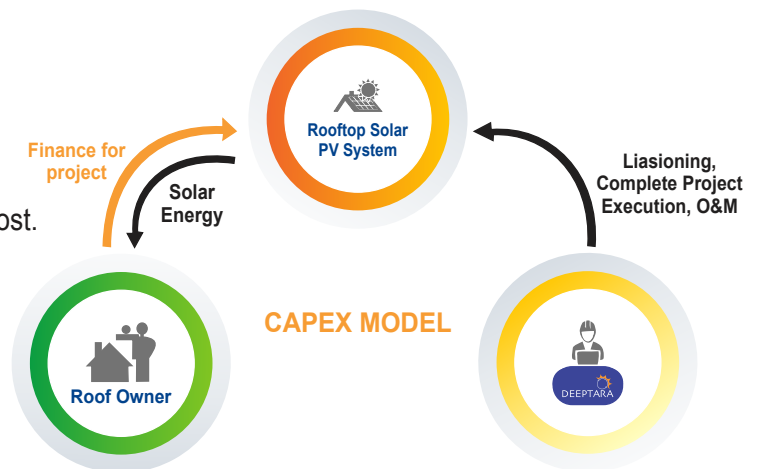 Rooftop Solar
PV System
Finance for
project
Solar
Energy
Liasioning,
Complete Project
Execution, O&M
ost.
CAPEX MODEL
Roof Owner
DEEPTARA